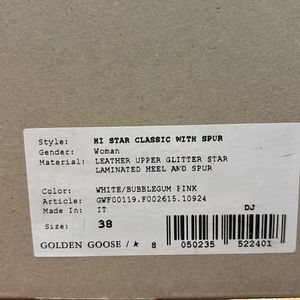 Style: HI STAR CLASSIC WITH SPUR
Gender: Woman
Material: LEATHER UPPER GLITTER STAR
LAMINATED HEEL AND SPUR
Color: WHITE/BUBBLEGUM PINK
Article: GWF00119.F002615.10924
Made In: IT
DJ
Size: 38
GOLDEN GOOSE/★ 8 050235 522401